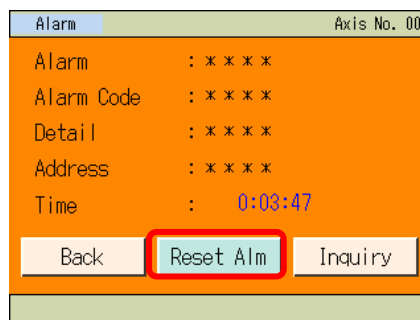 Alarm Axis No. 00
Alarm : * * * *
Alarm Code : * * * *
Detail : * * * *
Address : * * * *
Time : 0:03:47
Back Reset Alm Inquiry